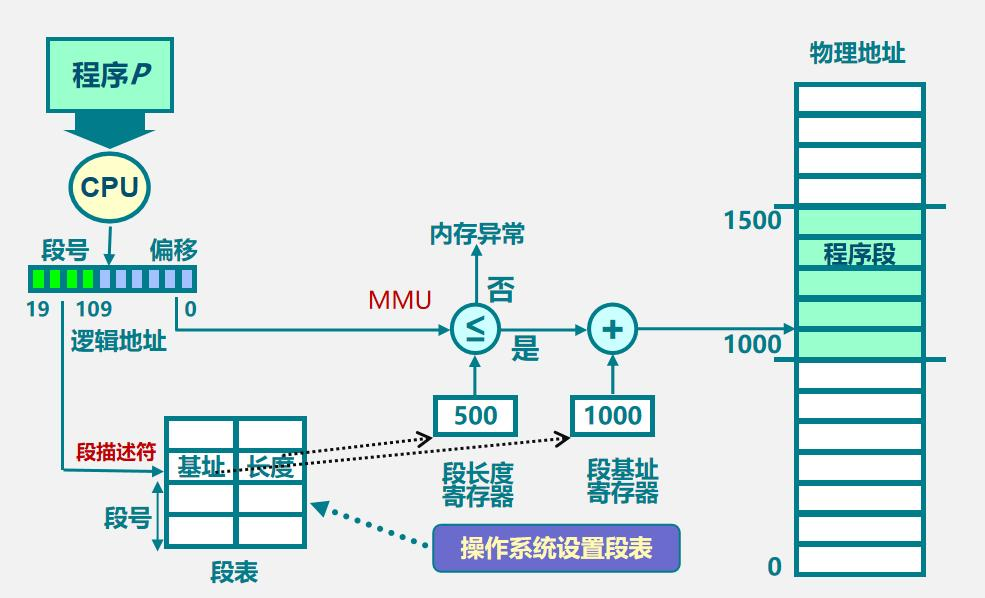 程序P
CPU
段号
偏移
19
109
0
逻辑地址
段描述符
基址
长度
段号
段表
MMU
内存异常
否
≤
是
+
500
1000
段长度
寄存器
段基址
寄存器
操作系统设置段表
物理地址
1500
程序段
1000
0